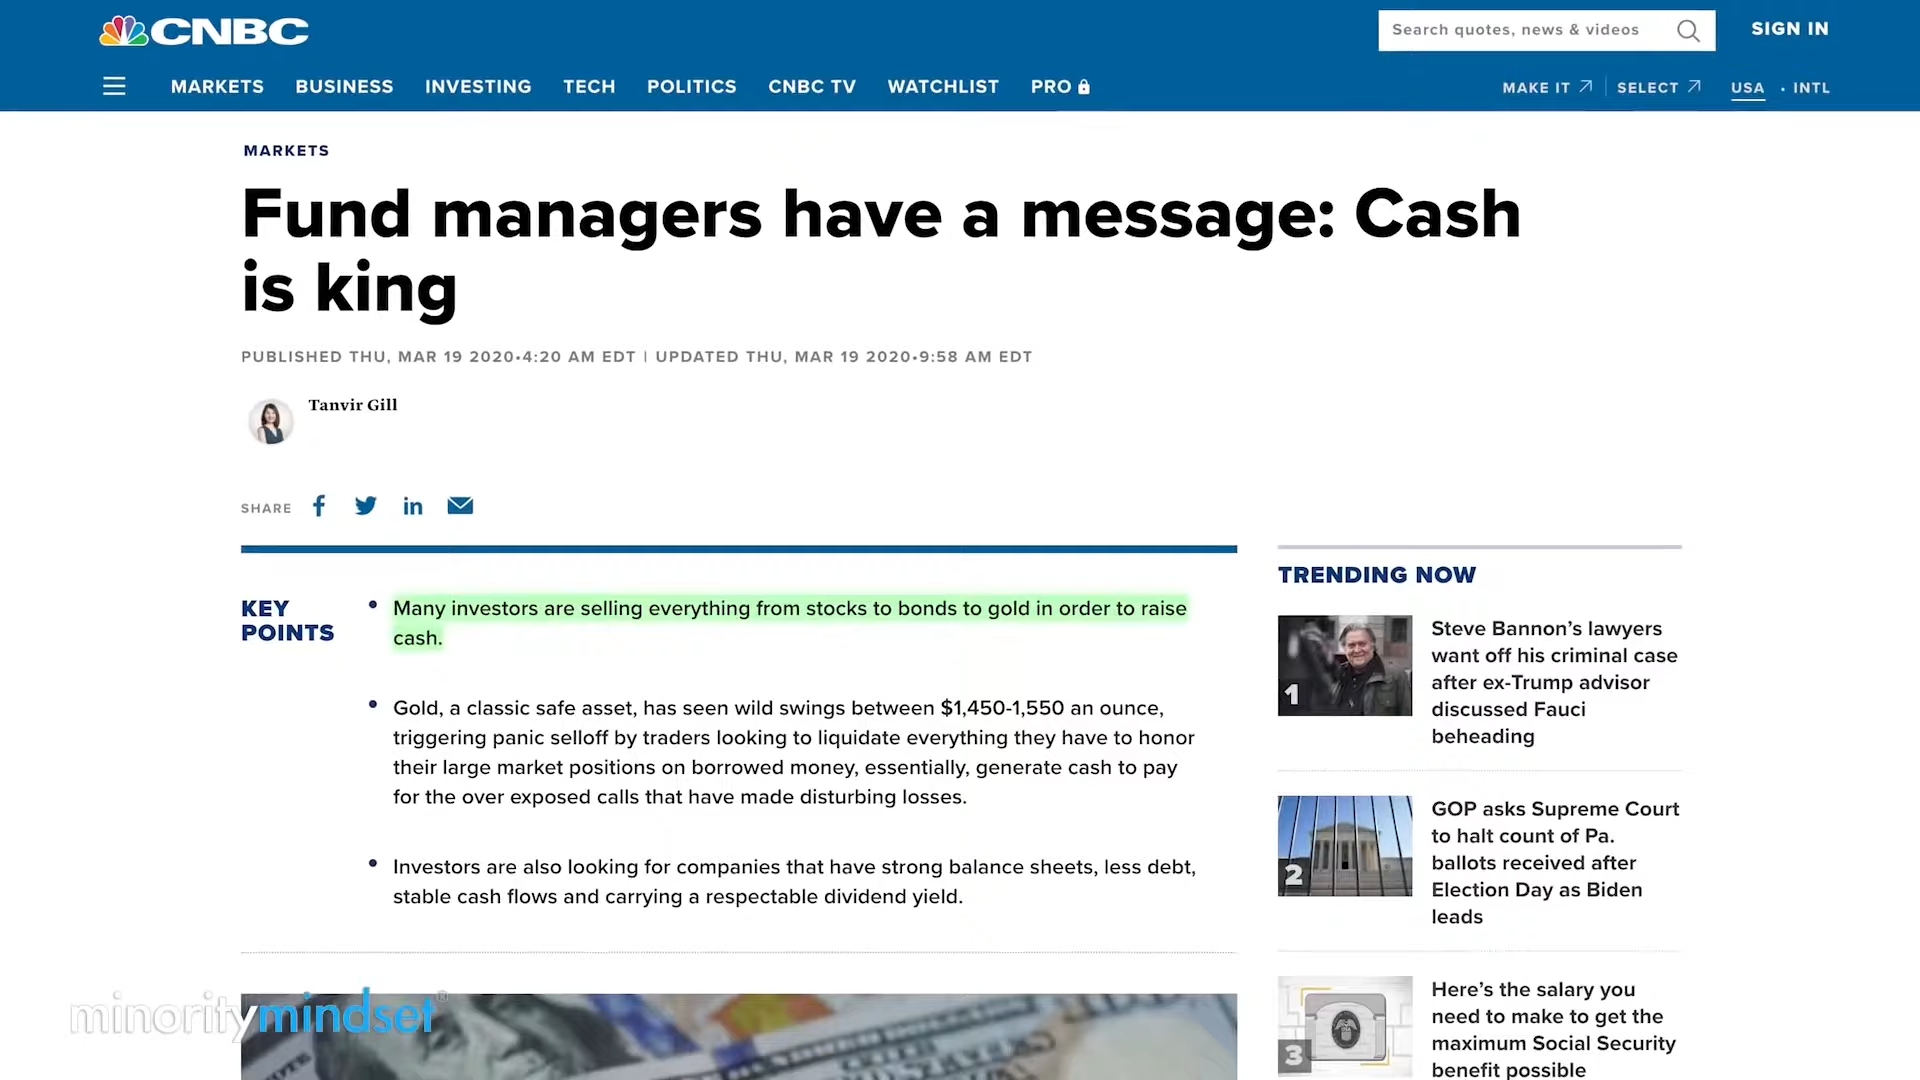 CNBC
Search quotes, news & videos
SIGN IN
MARKETS BUSINESS INVESTING TECH POLITICS CNBC TV WATCHLIST PRO
MAKE IT SELECT USA • INTL
MARKETS
Fund managers have a message: Cash
is king
PUBLISHED THU, MAR 19 2020•4:20 AM EDT | UPDATED THU, MAR 19 2020•9:58 AM EDT
Tanvir Gill
SHARE
KEY
POINTS
• Many investors are selling everything from stocks to bonds to gold in order to raise
cash.
• Gold, a classic safe asset, has seen wild swings between $1,450-1,550 an ounce,
triggering panic selloff by traders looking to liquidate everything they have to honor
their large market positions on borrowed money, essentially, generate cash to pay
for the over exposed calls that have made disturbing losses.
• Investors are also looking for companies that have strong balance sheets, less debt,
stable cash flows and carrying a respectable dividend yield.
TRENDING NOW
1
Steve Bannon’s lawyers
want off his criminal case
after ex-Trump advisor
discussed Fauci
beheading
2
GOP asks Supreme Court
to halt count of Pa.
ballots received after
Election Day as Biden
leads
3
Here’s the salary you
need to make to get the
maximum Social Security
benefit possible
minoritymindset®